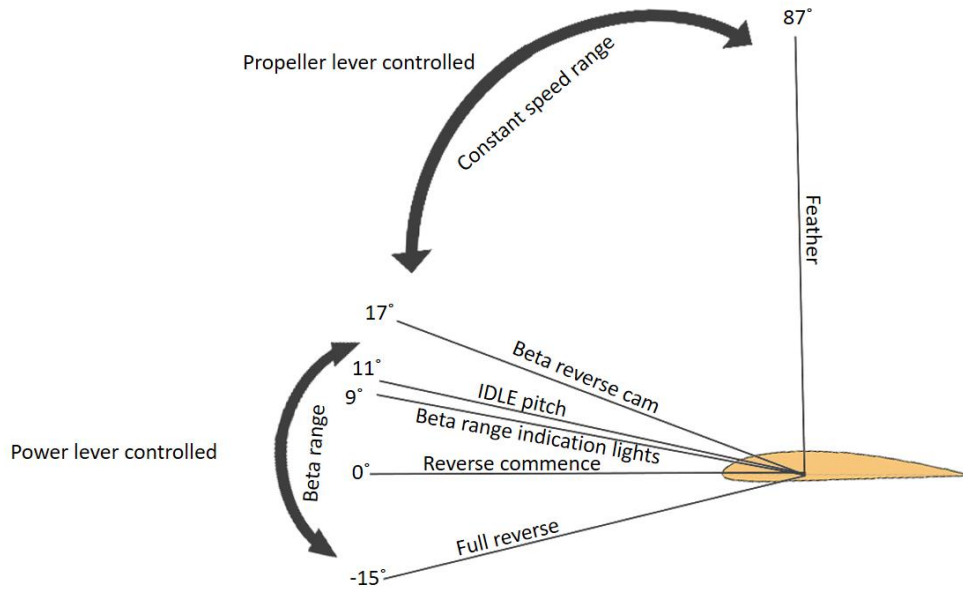 87°
Propeller lever controlled
Constant speed range
Feather
17°
Beta reverse cam
11°
IDLE pitch
9°
Beta range indication lights
Power lever controlled
Beta range
0°
Reverse commence
Full reverse
-15°